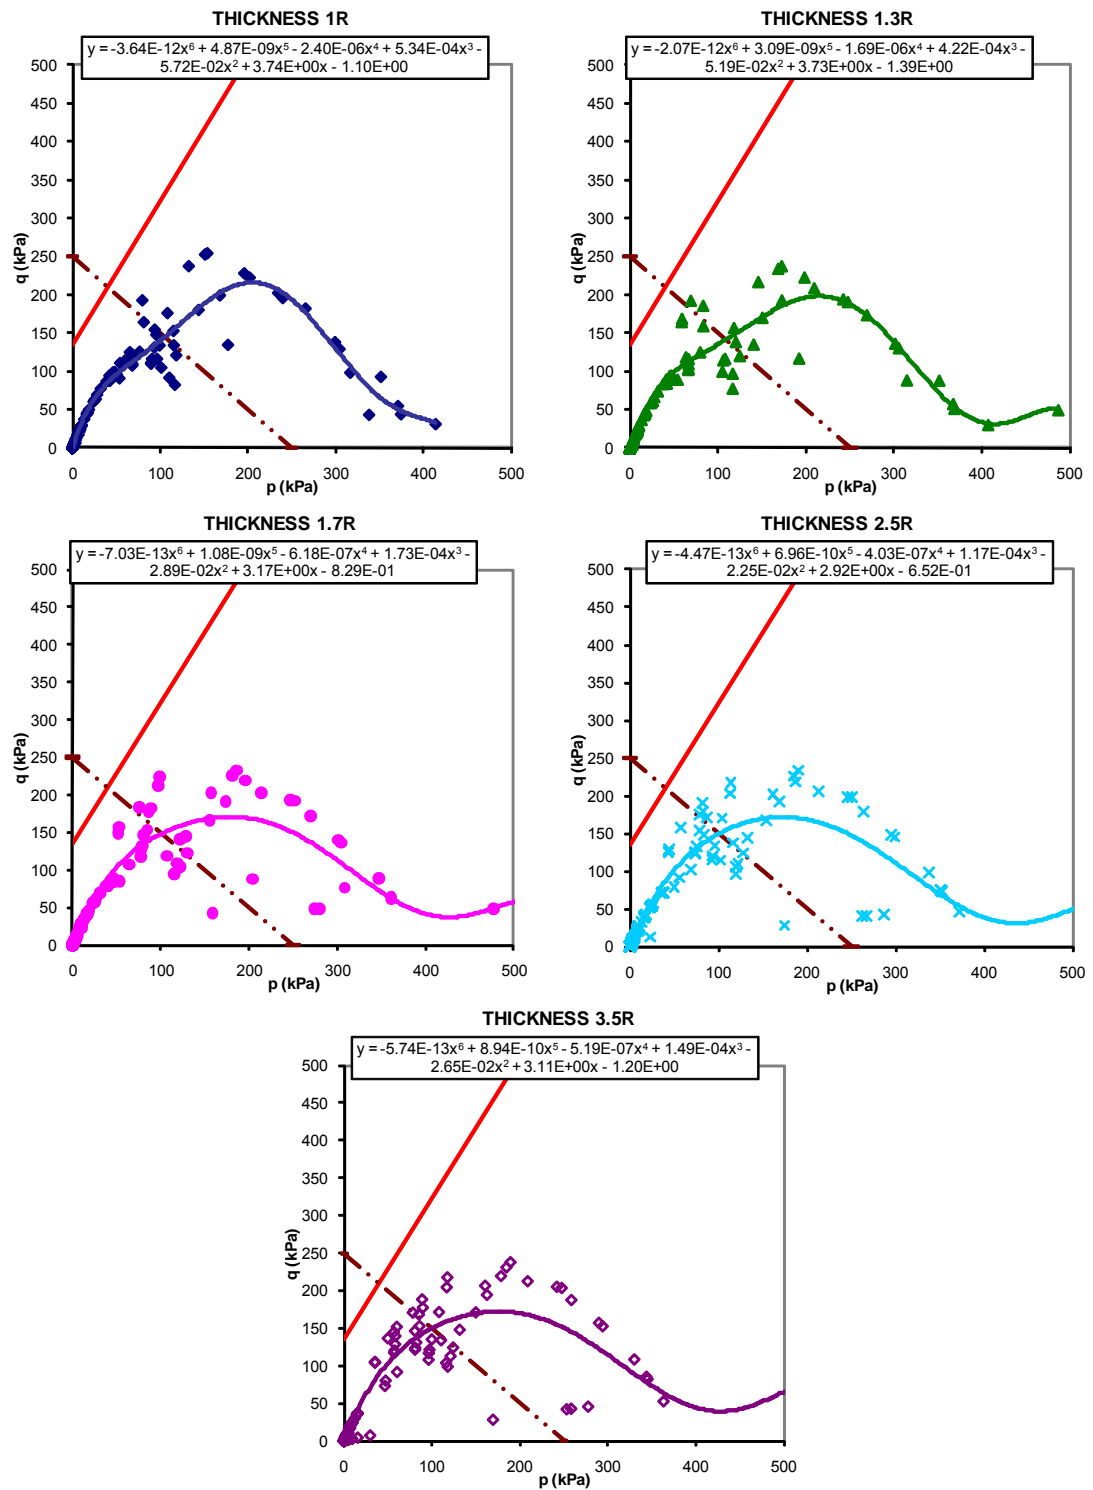 THICKNESS 1R
y = -3.64E-12x⁶ + 4.87E-09x⁵ - 2.40E-06x⁴ + 5.34E-04x³ -
5.72E-02x² + 3.74E+00x - 1.10E+00
500
450
400
350
300
250
200
150
100
50
0
q (kPa)
0 100 200 300 400 500
p (kPa)
THICKNESS 1.3R
y = -2.07E-12x⁶ + 3.09E-09x⁵ - 1.69E-06x⁴ + 4.22E-04x³ -
5.19E-02x² + 3.73E+00x - 1.39E+00
500
450
400
350
300
250
200
150
100
50
0
q (kPa)
0 100 200 300 400 500
p (kPa)
THICKNESS 1.7R
y = -7.03E-13x⁶ + 1.08E-09x⁵ - 6.18E-07x⁴ + 1.73E-04x³ -
2.89E-02x² + 3.17E+00x - 8.29E-01
500
450
400
350
300
250
200
150
100
50
0
q (kPa)
0 100 200 300 400 500
p (kPa)
THICKNESS 2.5R
y = -4.47E-13x⁶ + 6.96E-10x⁵ - 4.03E-07x⁴ + 1.17E-04x³ -
2.25E-02x² + 2.92E+00x - 6.52E-01
500
450
400
350
300
250
200
150
100
50
0
q (kPa)
0 100 200 300 400 500
p (kPa)
THICKNESS 3.5R
y = -5.74E-13x⁶ + 8.94E-10x⁵ - 5.19E-07x⁴ + 1.49E-04x³ -
2.65E-02x² + 3.11E+00x - 1.20E+00
500
450
400
350
300
250
200
150
100
50
0
q (kPa)
0 100 200 300 400 500
p (kPa)